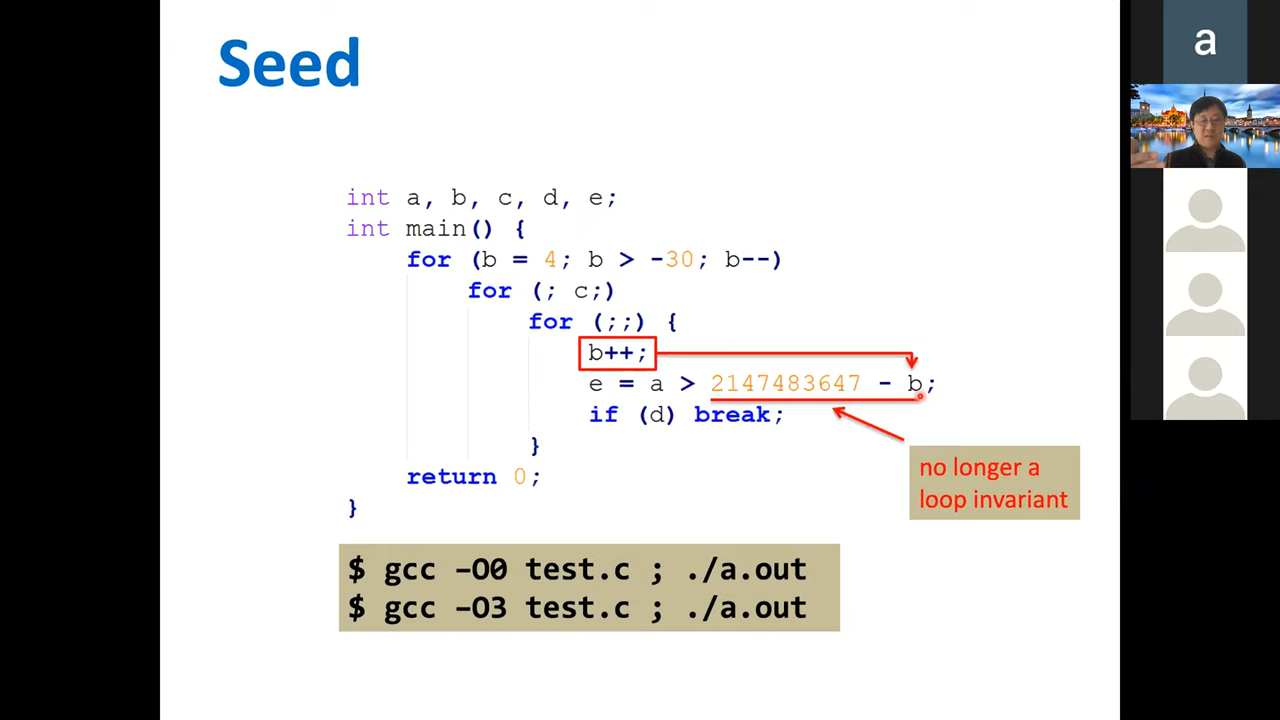 Seed
a
int a, b, c, d, e;
int main() {
for (b = 4; b > -30; b--)
for (; c;)
for (;;) {
b++;
e = a > 2147483647 - b;
if (d) break;
}
no longer a
loop invariant
return 0;
}
$ gcc –O0 test.c ; ./a.out
$ gcc –O3 test.c ; ./a.out